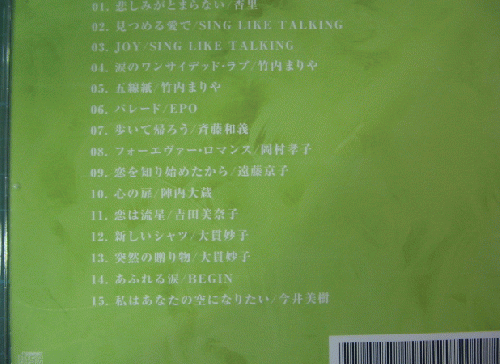 01. 悲しみがとまらない/杏里
02. 見つめる愛で/SING LIKE TALKING
03. JOY/SING LIKE TALKING
04. 涙のワンサイデッド・ラブ/竹内まりや
05. 五線紙/竹内まりや
06. パレード/EPO
07. 歩いて帰ろう/斉藤和義
08. フォーエヴァー・ロマンス/岡村孝子
09. 恋を知り始めたから/遠藤京子
10. 心の扉/陣内大蔵
11. 恋は流星/吉田美奈子
12. 新しいシャツ/大貫妙子
13. 突然の贈り物/大貫妙子
14. あふれる涙/BEGIN
15. 私はあなたの空になりたい/今井美樹